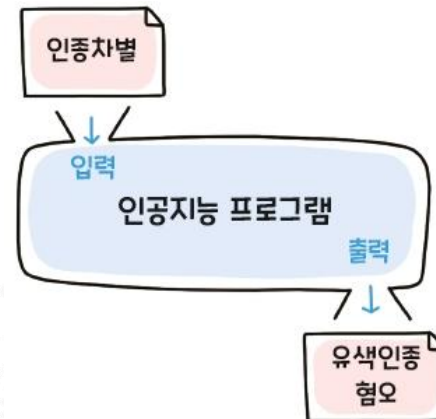 인종차별
입력
인공지능 프로그램
출력
유색인종
혐오